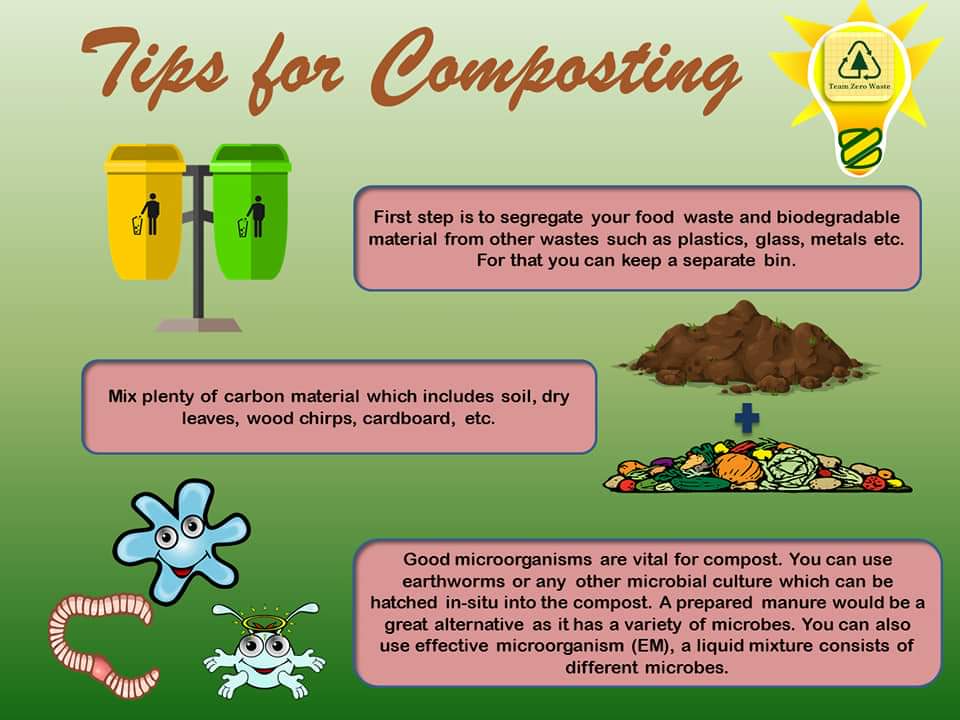 Tips for Composting
Team Zero Waste
First step is to segregate your food waste and biodegradable
material from other wastes such as plastics, glass, metals etc.
For that you can keep a separate bin.
Mix plenty of carbon material which includes soil, dry
leaves, wood chirps, cardboard, etc.
Good microorganisms are vital for compost. You can use
earthworms or any other microbial culture which can be
hatched in-situ into the compost. A prepared manure would be a
great alternative as it has a variety of microbes. You can also
use effective microorganism (EM), a liquid mixture consists of
different microbes.